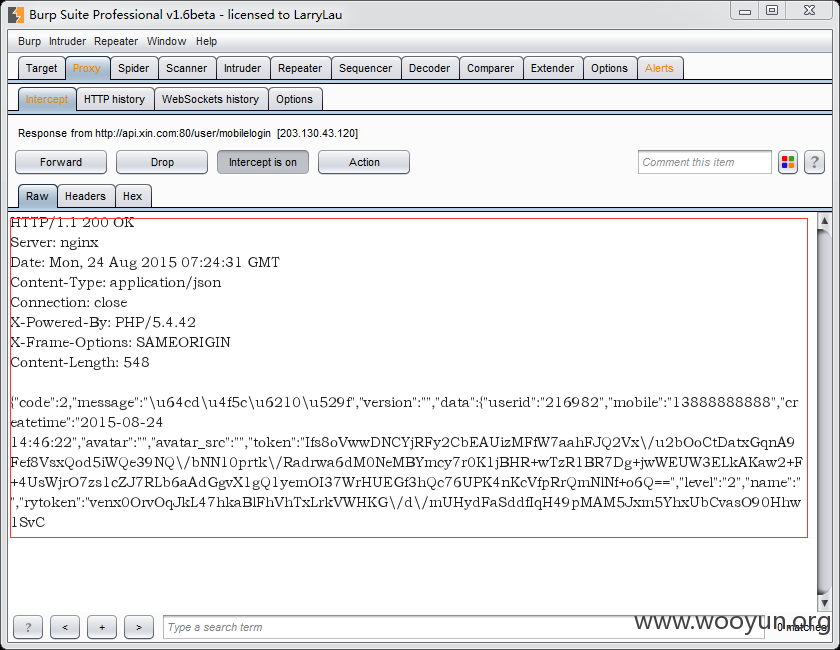 Burp Suite Professional v1.6beta - licensed to LarryLau
Burp Intruder Repeater Window Help
Target Proxy Spider Scanner Intruder Repeater Sequencer Decoder Comparer Extender Options Alerts
Intercept HTTP history WebSockets history Options
Response from http://api.xin.com:80/user/mobilelogin [203.130.43.120]
Forward Drop Intercept is on Action Comment this item ?
Raw Headers Hex
HTTP/1.1 200 OK
Server: nginx
Date: Mon, 24 Aug 2015 07:24:31 GMT
Content-Type: application/json
Connection: close
X-Powered-By: PHP/5.4.42
X-Frame-Options: SAMEORIGIN
Content-Length: 548
{"code":2,"message":"\u64cd\u4f5c\u6210\u529f","version":"","data":{"userid":"216982","mobile":"13888888888","cr
eatetime":"2015-08-24
14:46:22","avatar":"","avatar_src":"","token":"Ifs8oVwwDNCYjRFy2CbEAUizMFfW7aahFJQ2Vx\/u2bOoCtDatxGqnA9
Fef8VsxQod5iWQe39NQ\/bNN10prtk\/Radrwa6dM0NeMBYmcy7r0K1jBHR+wTzR1BR7Dg+jwWEUW3ELkAKaw2+F
+4UsWjrO7zs1cZJ7RLb6aAdGgvX1gQ1yemOI37WrHUEGf3hQc76UPK4nKcVfpRrQmNlNf+o6Q==","level":"2","name":"
","rytoken":"venx0OrvOqJkL47hkaBlFhVhTxLrkVWHKG\/d\/mUHydFaSddfIqH49pMAM5Jxm5YhxUbCvasO90Hhw
1SvC
? < + > Type a search term 0 matches
www.wooyun.org